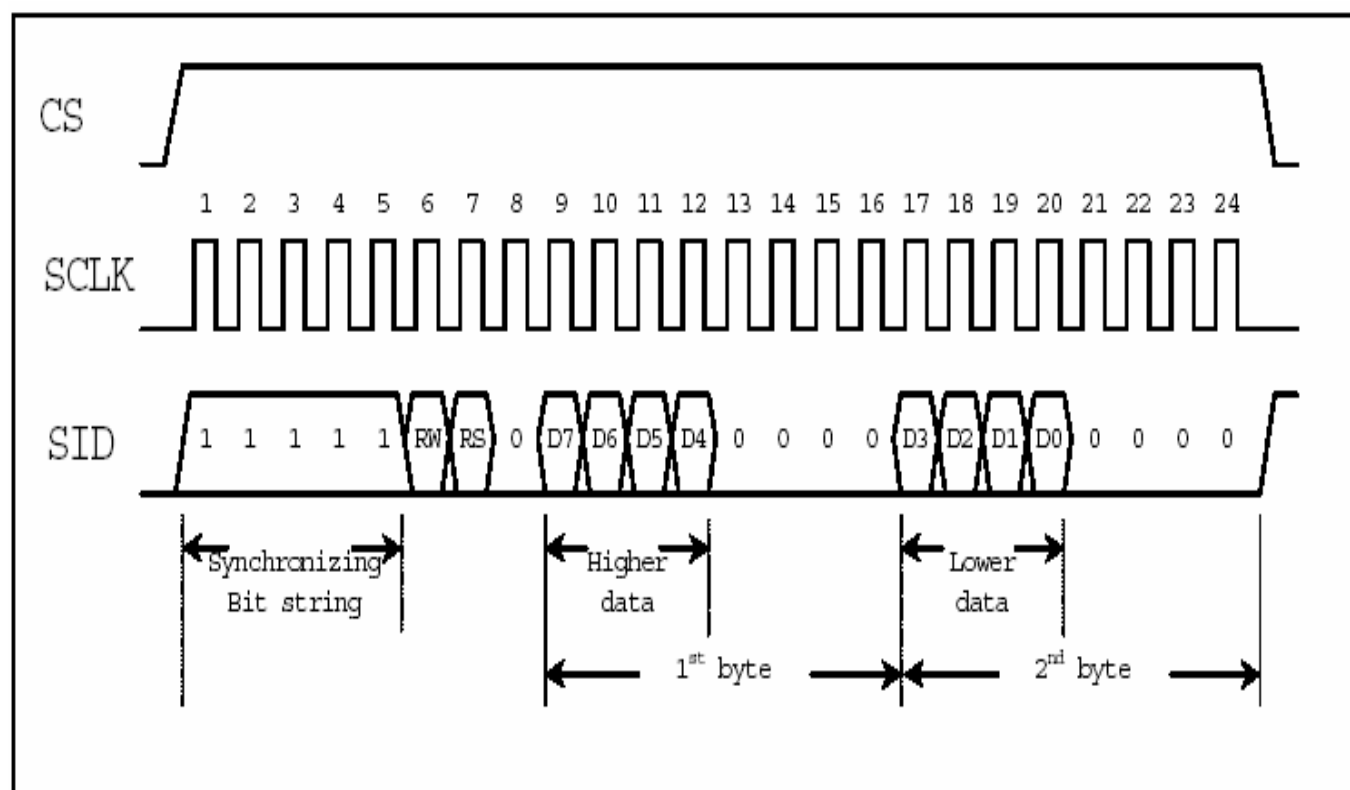 CS
1 2 3 4 5 6 7 8 9 10 11 12 13 14 15 16 17 18 19 20 21 22 23 24
SCLK
SID 1 1 1 1 1 RW RS 0 D7 D6 D5 D4 0 0 0 0 D3 D2 D1 D0 0 0 0 0
Synchronizing Higher Lower
Bit string data data
1st byte 2nd byte